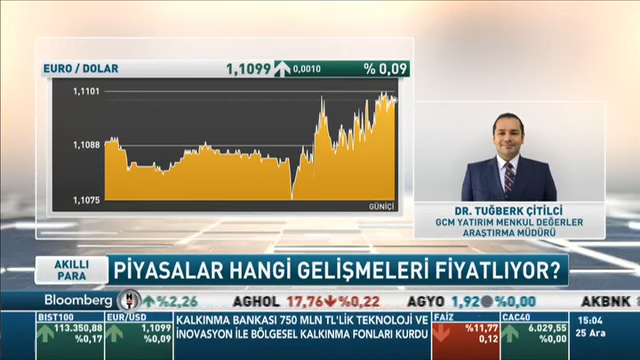 EURO / DOLAR 1,1099 0,0010 % 0,09
1,1101
1,1088
1,1075
GÜNİÇİ
DR. TUĞBERK ÇİTİLCİ
GCM YATIRIM MENKUL DEĞERLER
ARAŞTIRMA MÜDÜRÜ
AKILLI
PARA
PİYASALAR HANGİ GELİŞMELERİ FİYATLIYOR?
Bloomberg HT %2,26 AGHOL 17,76 %0,22 AGYO 1,92 %0,00 AKBNK 8
BIST100
113.350,88
%0,17
EUR/USD
1,1099
%0,09
KALKINMA BANKASI 750 MLN TL'LİK TEKNOLOJİ VE
İNOVASYON İLE BÖLGESEL KALKINMA FONLARI KURDU
FAİZ
%11,77
0,12
CAC40
6.029,55
%0,00
15:04
25 Ara